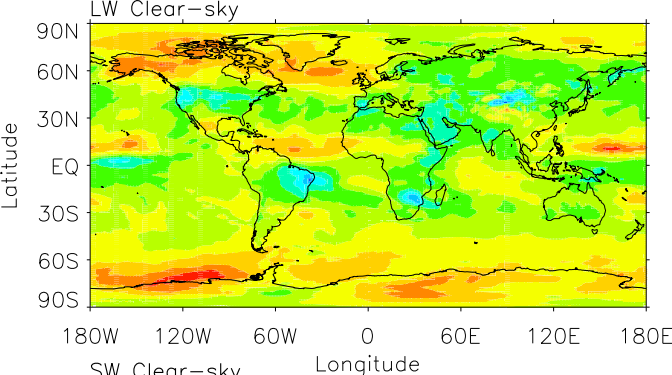 LW Clear-sky
90N
60N
30N
EQ
30S
60S
90S
Latitude
180W 120W 60W 0 60E 120E 180E
Longitude
SW Clear-sky